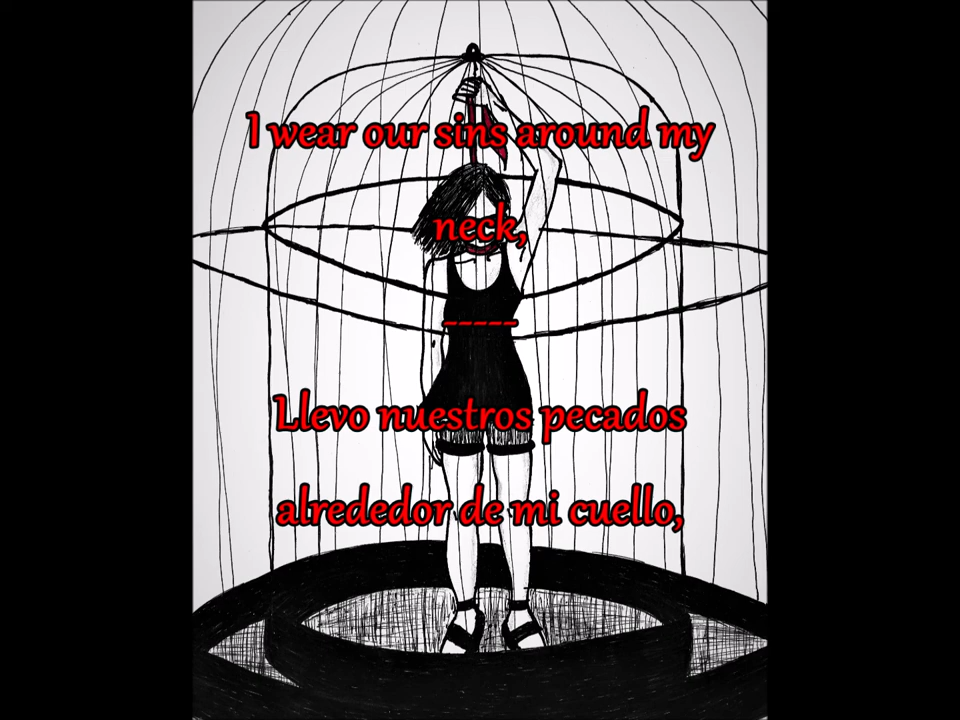 I wear our sins around my
neck,
-----
Llevo nuestros pecados
alrededor de mi cuello,